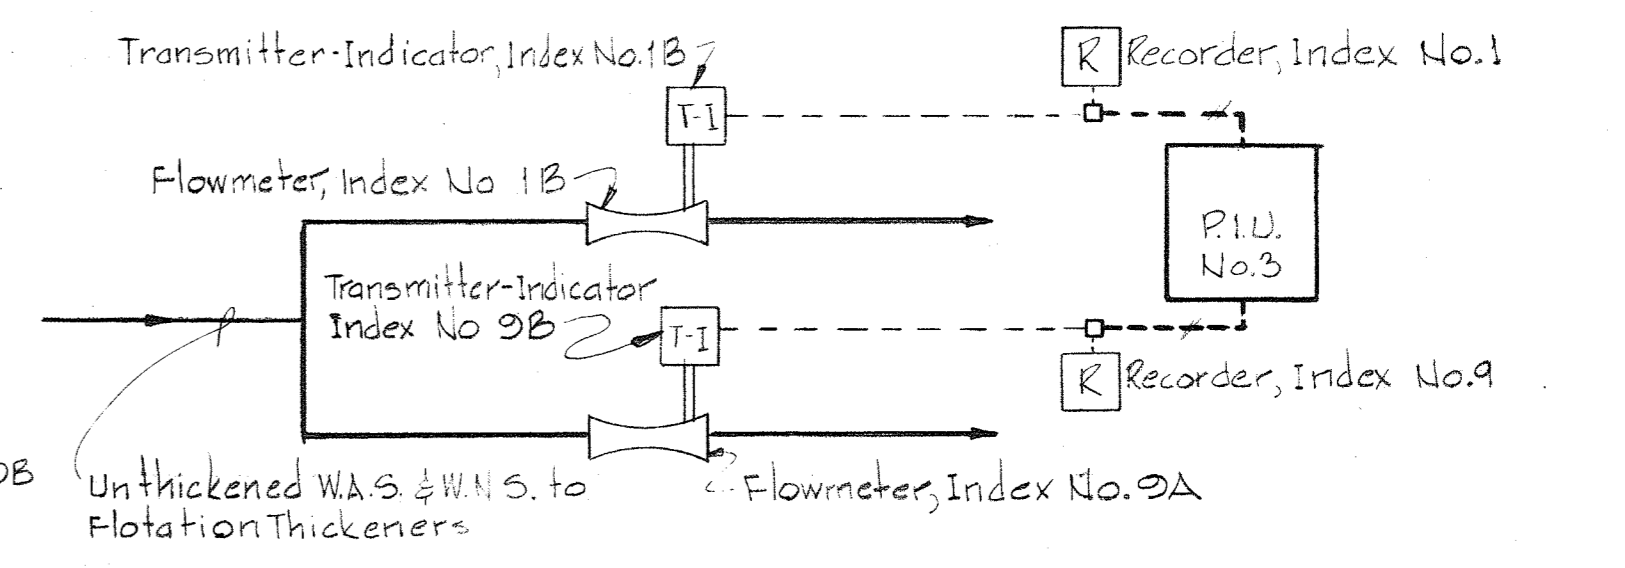 Transmitter-Indicator, Index No. 1B
R Recorder, Index No. 1
T-I
Flowmeter, Index No 1B
P.I.U.
No. 3
Transmitter-Indicator
Index No 9B
T-I
R Recorder, Index No. 9
0B
Unthickened W.A.S. & W.N S. to
Flotation Thickeners
Flowmeter, Index No. 9A